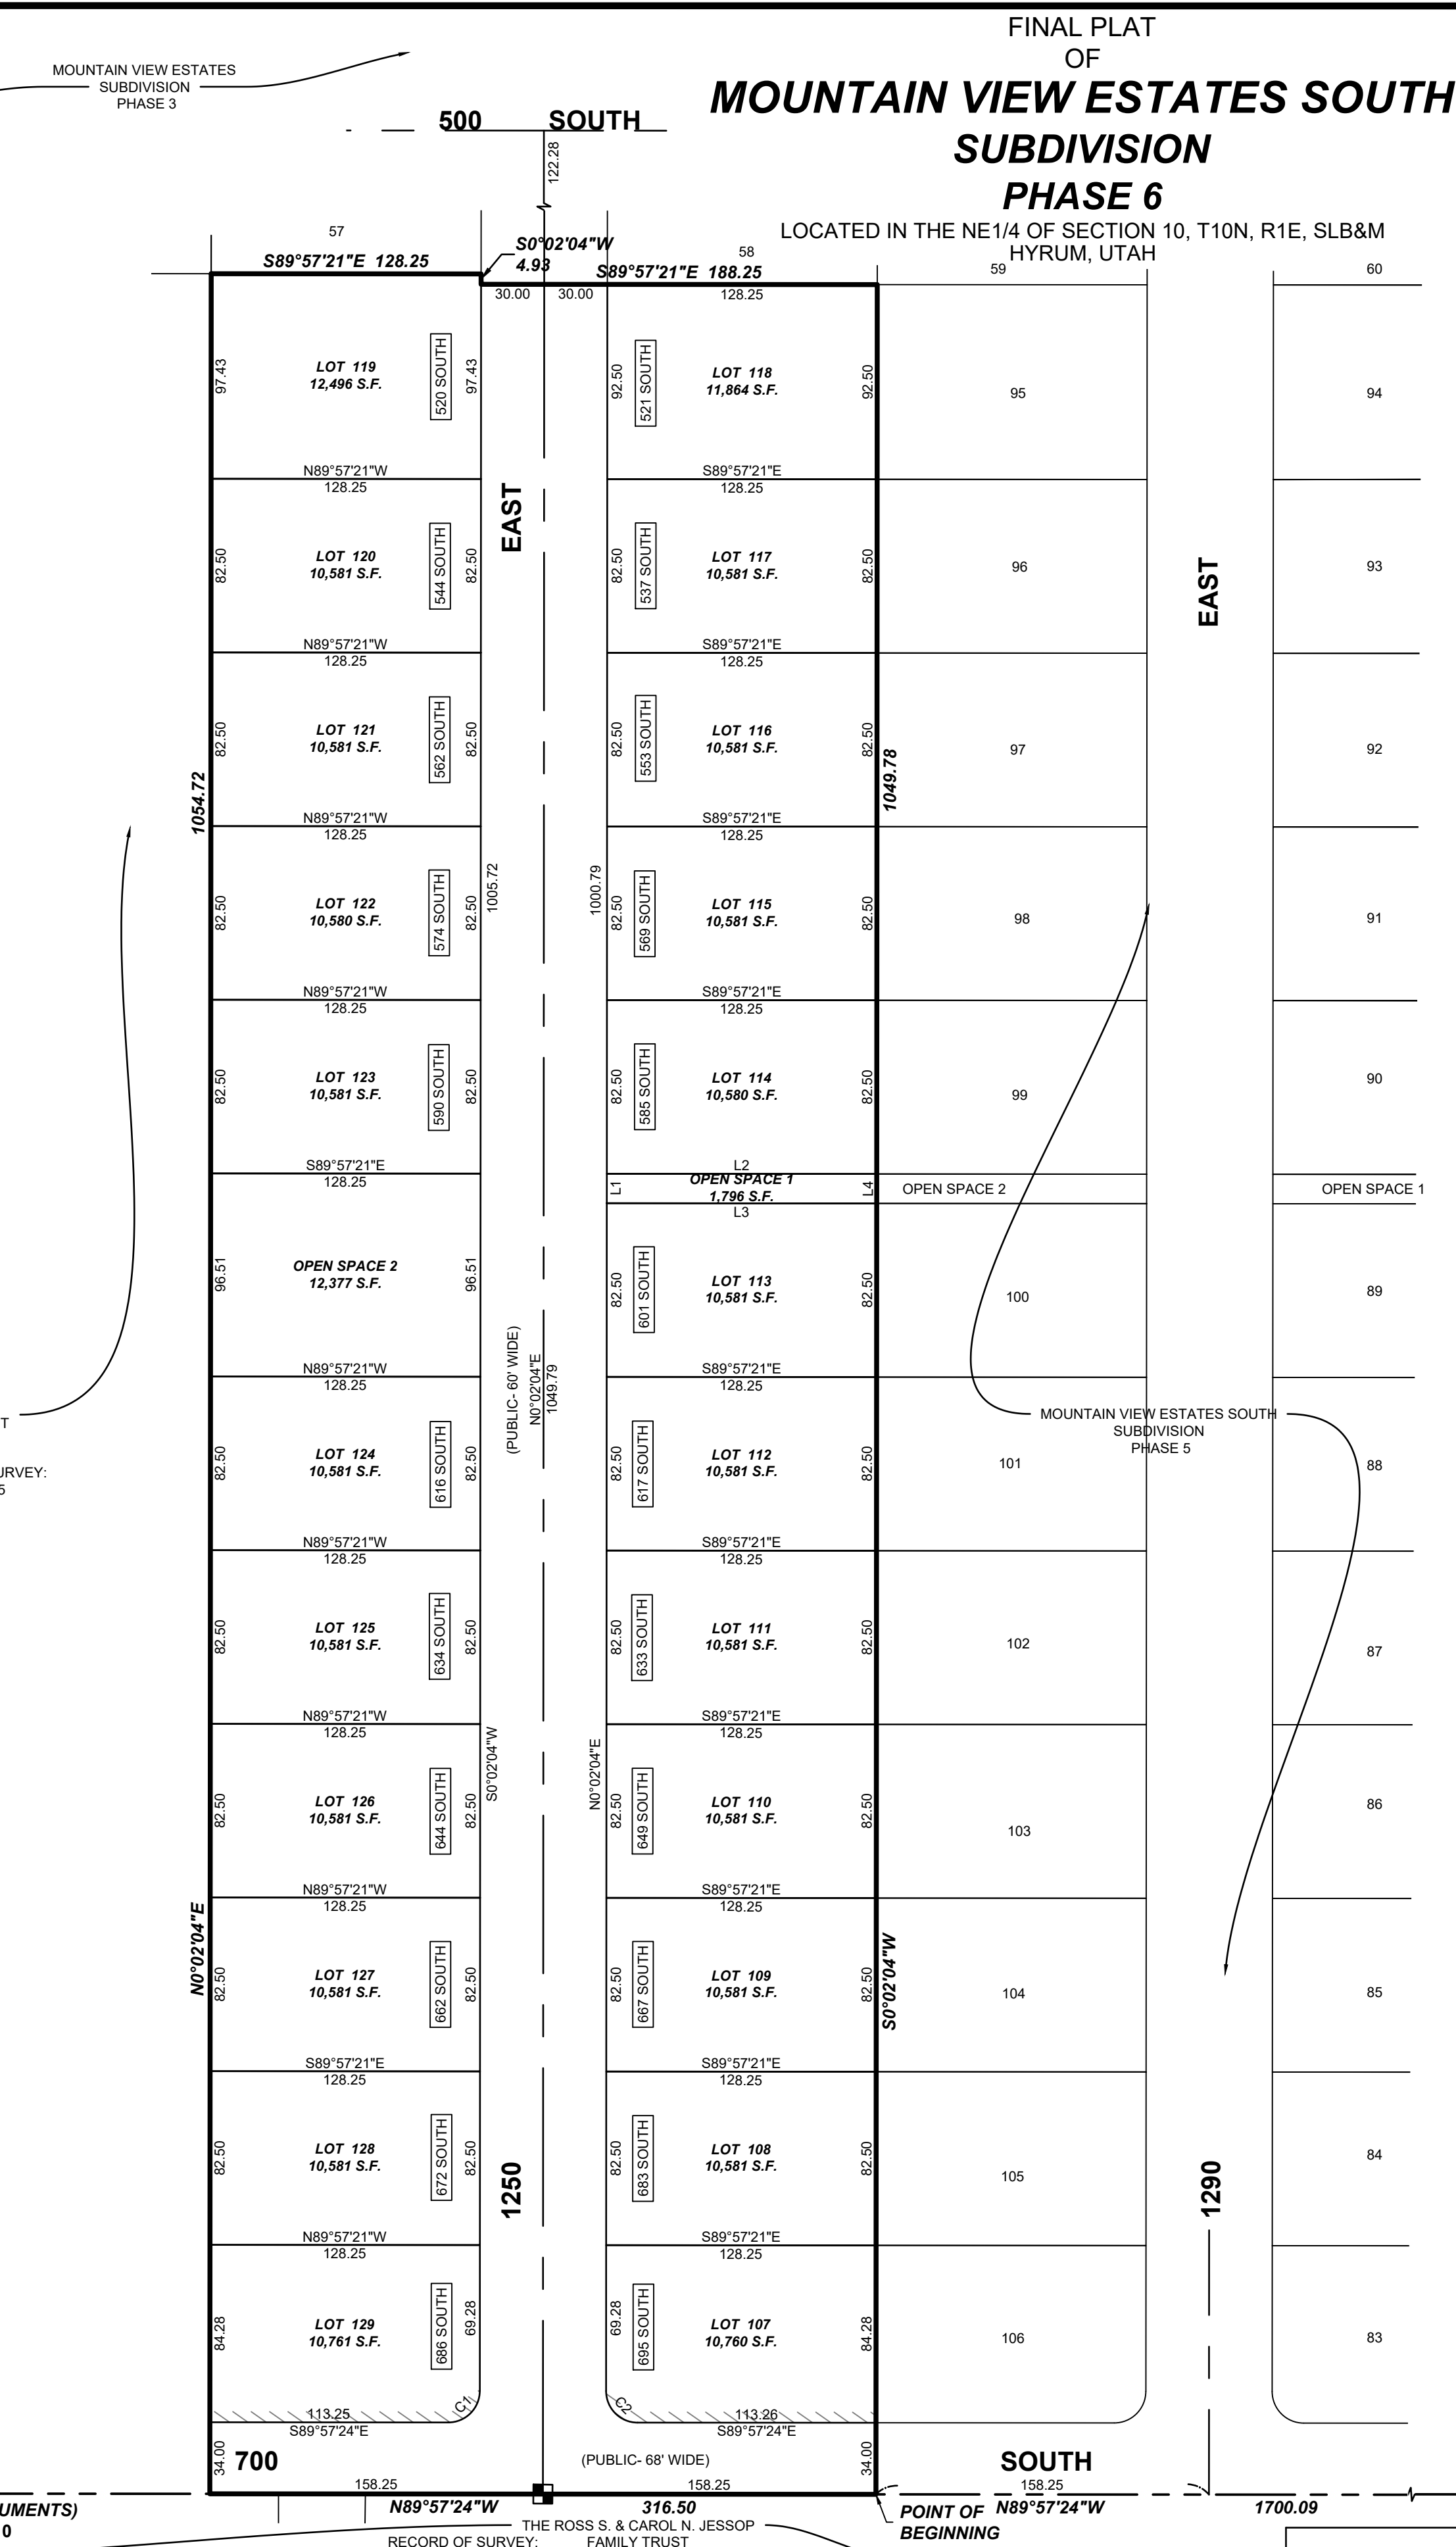 FINAL PLAT
OF
MOUNTAIN VIEW ESTATES SOUTH
SUBDIVISION
PHASE 6
LOCATED IN THE NE1/4 OF SECTION 10, T10N, R1E, SLB&M
HYRUM, UTAH
MOUNTAIN VIEW ESTATES
SUBDIVISION
PHASE 3
500 SOUTH
122.28
57
S89°57'21"E 128.25
S0°02'04"W
4.93
58
S89°57'21"E 188.25
59
60
30.00 30.00
128.25
97.43
LOT 119
12,496 S.F.
520 SOUTH
97.43
92.50
521 SOUTH
LOT 118
11,864 S.F.
92.50
95
94
N89°57'21"W
128.25
S89°57'21"E
128.25
EAST
82.50
LOT 120
10,581 S.F.
544 SOUTH
82.50
82.50
537 SOUTH
LOT 117
10,581 S.F.
82.50
96
EAST
93
N89°57'21"W
128.25
S89°57'21"E
128.25
82.50
LOT 121
10,581 S.F.
562 SOUTH
82.50
82.50
553 SOUTH
LOT 116
10,581 S.F.
82.50
97
92
1054.72
1049.78
N89°57'21"W
128.25
S89°57'21"E
128.25
82.50
LOT 122
10,580 S.F.
574 SOUTH
82.50
1005.72
1000.79
82.50
569 SOUTH
LOT 115
10,581 S.F.
82.50
98
91
N89°57'21"W
128.25
S89°57'21"E
128.25
82.50
LOT 123
10,581 S.F.
590 SOUTH
82.50
82.50
585 SOUTH
LOT 114
10,580 S.F.
82.50
99
90
S89°57'21"E
128.25
L2
L1
OPEN SPACE 1
1,796 S.F.
L4
L3
OPEN SPACE 2
OPEN SPACE 1
96.51
OPEN SPACE 2
12,377 S.F.
96.51
82.50
601 SOUTH
LOT 113
10,581 S.F.
82.50
100
89
(PUBLIC- 60' WIDE)
N0°02'04"E
1049.79
N89°57'21"W
128.25
S89°57'21"E
128.25
T
URVEY:
5
MOUNTAIN VIEW ESTATES SOUTH
SUBDIVISION
PHASE 5
82.50
LOT 124
10,581 S.F.
616 SOUTH
82.50
82.50
617 SOUTH
LOT 112
10,581 S.F.
82.50
101
88
N89°57'21"W
128.25
S89°57'21"E
128.25
82.50
LOT 125
10,581 S.F.
634 SOUTH
82.50
82.50
633 SOUTH
LOT 111
10,581 S.F.
82.50
102
87
N89°57'21"W
128.25
S89°57'21"E
128.25
82.50
LOT 126
10,581 S.F.
644 SOUTH
82.50
S0°02'04"W
N0°02'04"E
82.50
649 SOUTH
LOT 110
10,581 S.F.
82.50
103
86
N89°57'21"W
128.25
S89°57'21"E
128.25
N0°02'04"E
82.50
LOT 127
10,581 S.F.
662 SOUTH
82.50
82.50
667 SOUTH
LOT 109
10,581 S.F.
82.50
S0°02'04"W
104
85
S89°57'21"E
128.25
S89°57'21"E
128.25
82.50
LOT 128
10,581 S.F.
672 SOUTH
82.50
1250
82.50
683 SOUTH
LOT 108
10,581 S.F.
82.50
105
1290
84
N89°57'21"W
128.25
S89°57'21"E
128.25
84.28
LOT 129
10,761 S.F.
686 SOUTH
69.28
69.28
695 SOUTH
LOT 107
10,760 S.F.
84.28
106
83
C1
C2
113.25
S89°57'24"E
113.26
S89°57'24"E
34.00
700
(PUBLIC- 68' WIDE)
34.00
SOUTH
158.25
158.25
158.25
N89°57'24"W
316.50
POINT OF
BEGINNING
N89°57'24"W
1700.09
UMENTS)
0
THE ROSS S. & CAROL N. JESSOP
RECORD OF SURVEY:
FAMILY TRUST